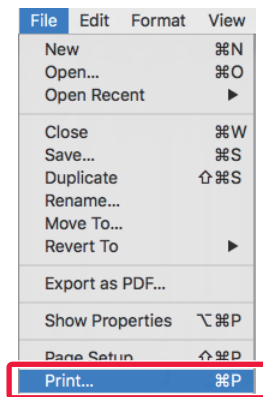 File Edit Format View
New ⌘N
Open... ⌘O
Open Recent ▶
Close ⌘W
Save... ⌘S
Duplicate ⇧⌘S
Rename...
Move To...
Revert To ▶
Export as PDF...
Show Properties ⌥⌘P
Page Setup ⇧⌘P
Print... ⌘P